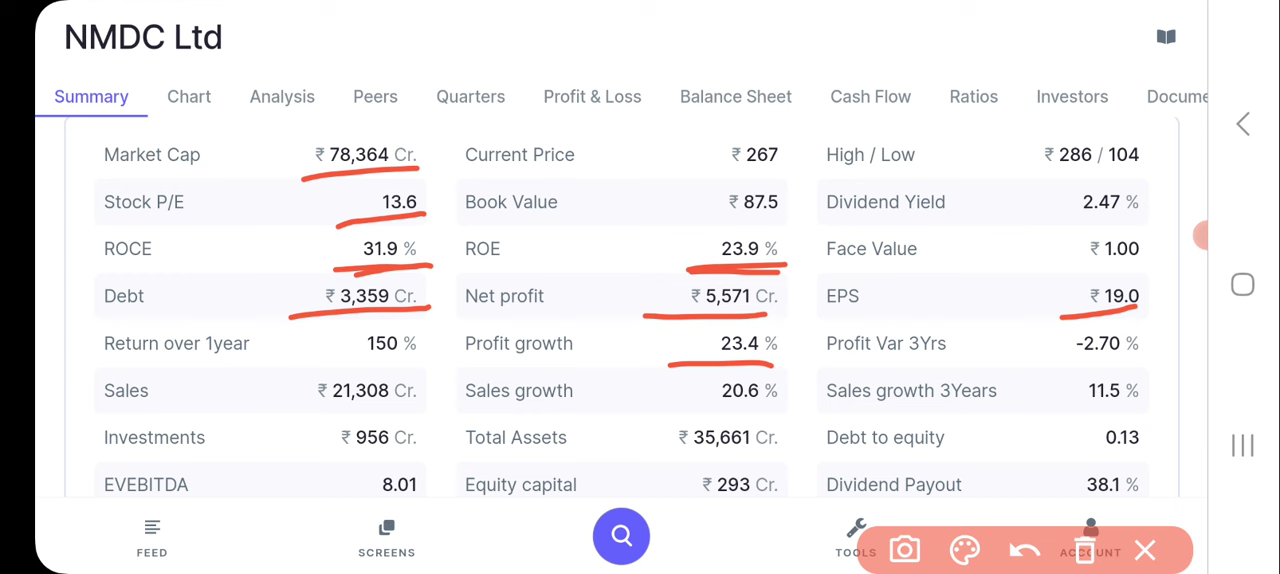 NMDC Ltd
Summary Chart Analysis Peers Quarters Profit & Loss Balance Sheet Cash Flow Ratios Investors Docume
Market Cap ₹ 78,364 Cr. Current Price ₹ 267 High / Low ₹ 286 / 104
Stock P/E 13.6 Book Value ₹ 87.5 Dividend Yield 2.47 %
ROCE 31.9 % ROE 23.9 % Face Value ₹ 1.00
Debt ₹ 3,359 Cr. Net profit ₹ 5,571 Cr. EPS ₹ 19.0
Return over 1year 150 % Profit growth 23.4 % Profit Var 3Yrs -2.70 %
Sales ₹ 21,308 Cr. Sales growth 20.6 % Sales growth 3Years 11.5 %
Investments ₹ 956 Cr. Total Assets ₹ 35,661 Cr. Debt to equity 0.13
EVEBITDA 8.01 Equity capital ₹ 293 Cr. Dividend Payout 38.1 %
FEED SCREENS TOOLS ACCOUNT